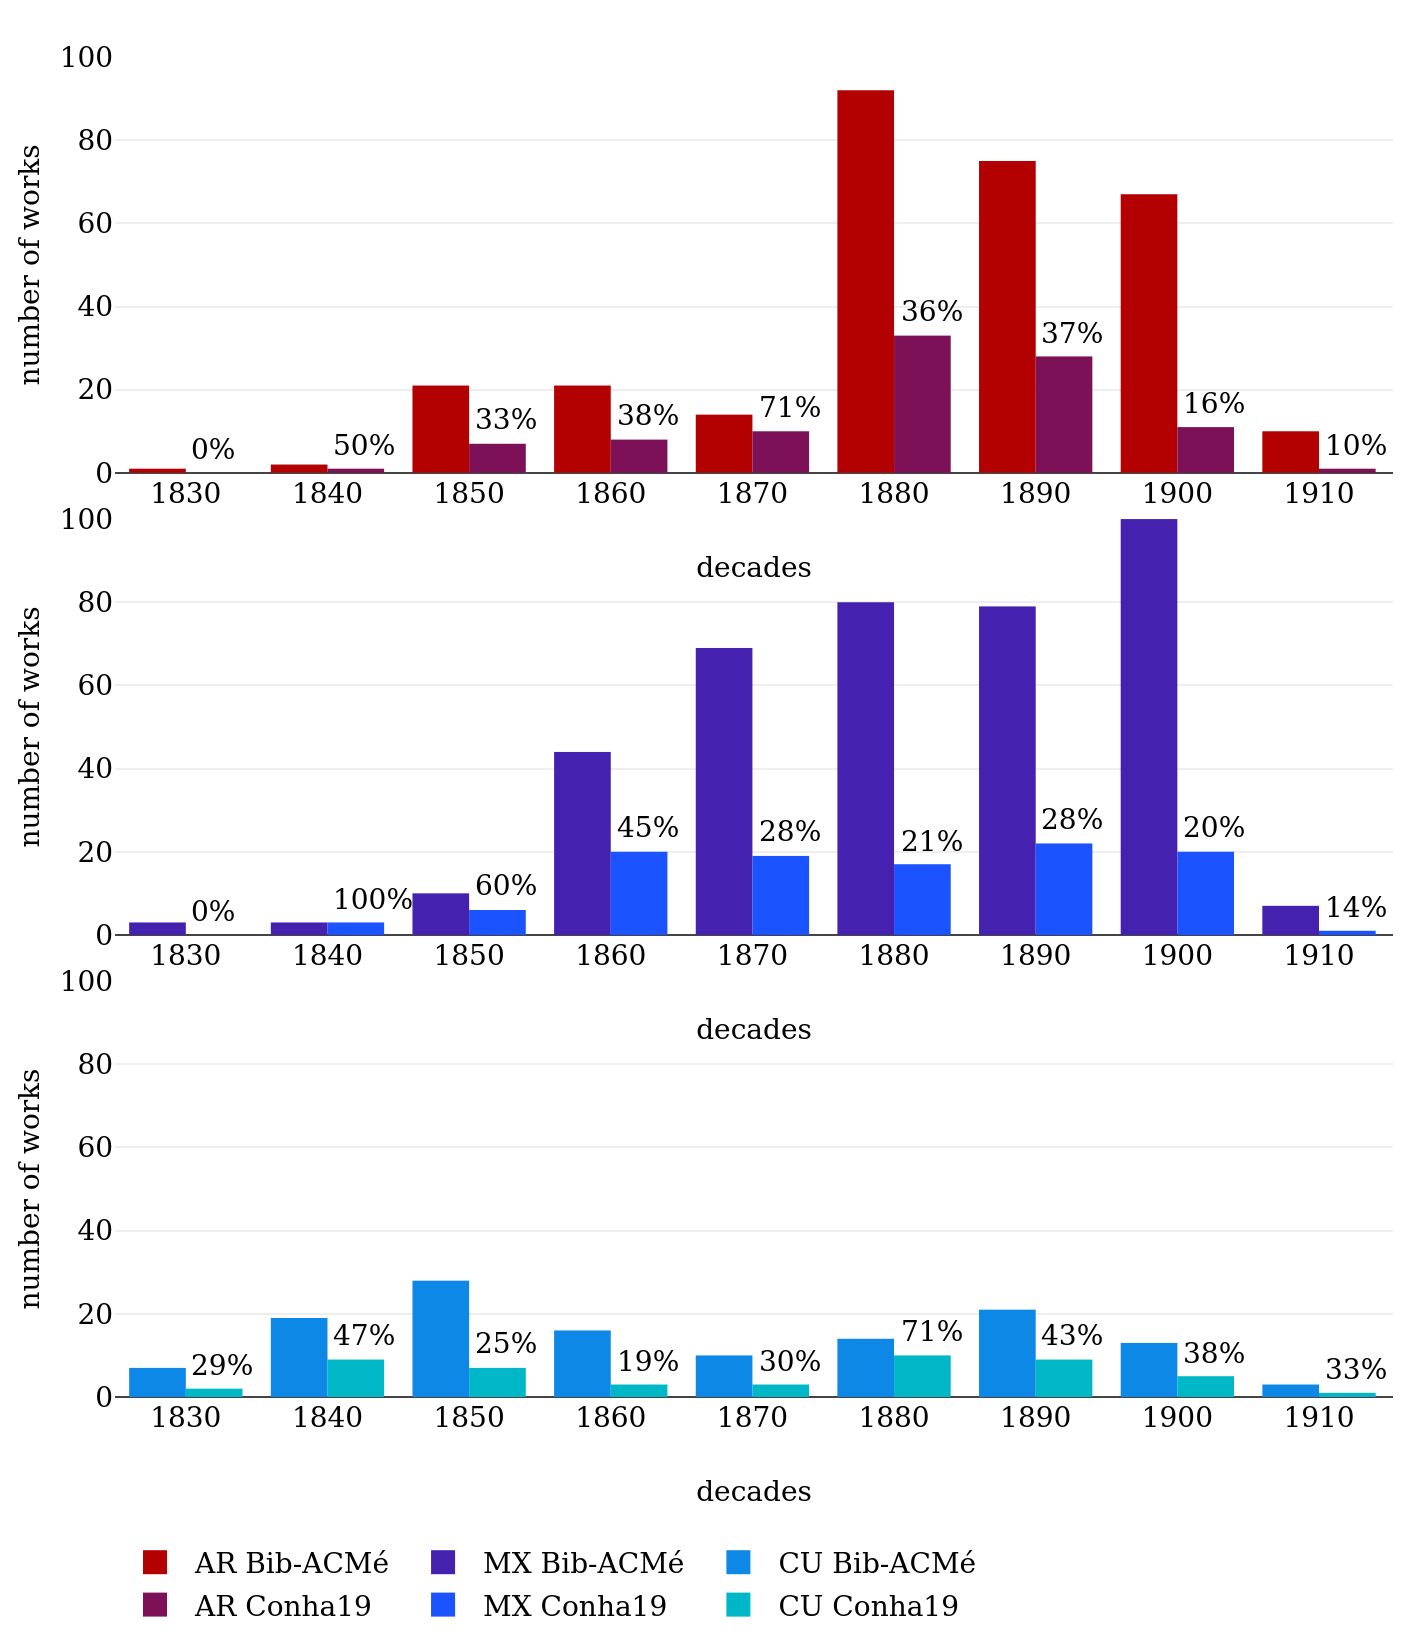 100
80
60
40
20
0
number of works
0% 50% 33% 38% 71% 36% 37% 16% 10%
1830 1840 1850 1860 1870 1880 1890 1900 1910
decades
100
80
60
40
20
0
number of works
0% 100% 60% 45% 28% 21% 28% 20% 14%
1830 1840 1850 1860 1870 1880 1890 1900 1910
decades
100
80
60
40
20
0
number of works
29% 47% 25% 19% 30% 71% 43% 38% 33%
1830 1840 1850 1860 1870 1880 1890 1900 1910
decades
AR Bib-ACMé MX Bib-ACMé CU Bib-ACMé
AR Conha19 MX Conha19 CU Conha19